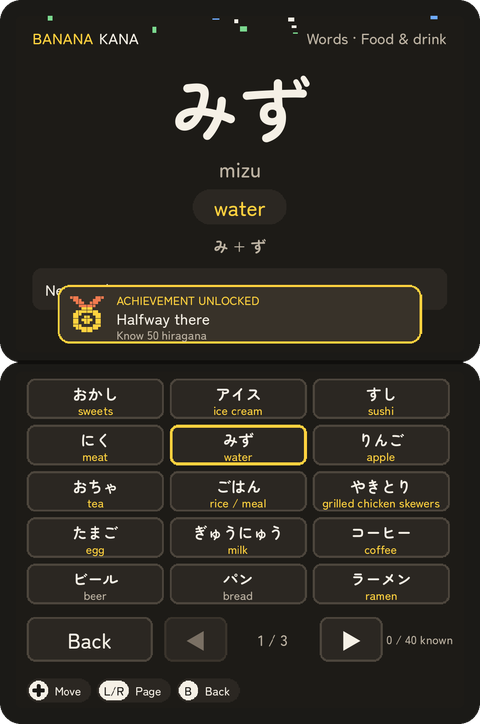 BANANA KANA
Words · Food & drink
みず
mizu
water
み + ず
ACHIEVEMENT UNLOCKED
Halfway there
Know 50 hiragana
おかし
sweets
アイス
ice cream
すし
sushi
にく
meat
みず
water
りんご
apple
おちゃ
tea
ごはん
rice / meal
やきとり
grilled chicken skewers
たまご
egg
ぎゅうにゅう
milk
コーヒー
coffee
ビール
beer
パン
bread
ラーメン
ramen
Back
1 / 3
0 / 40 known
Move
L/R Page
B Back